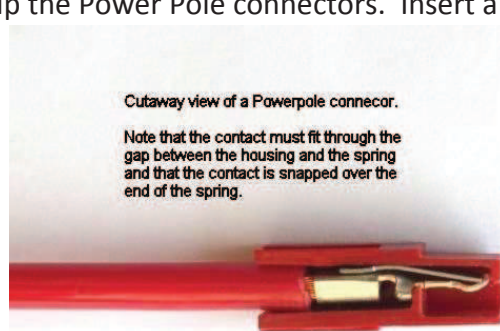 up the Power Pole connectors.  Insert a
Cutaway view of a Powerpole connecor.
Note that the contact must fit through the
gap between the housing and the spring
and that the contact is snapped over the
end of the spring.